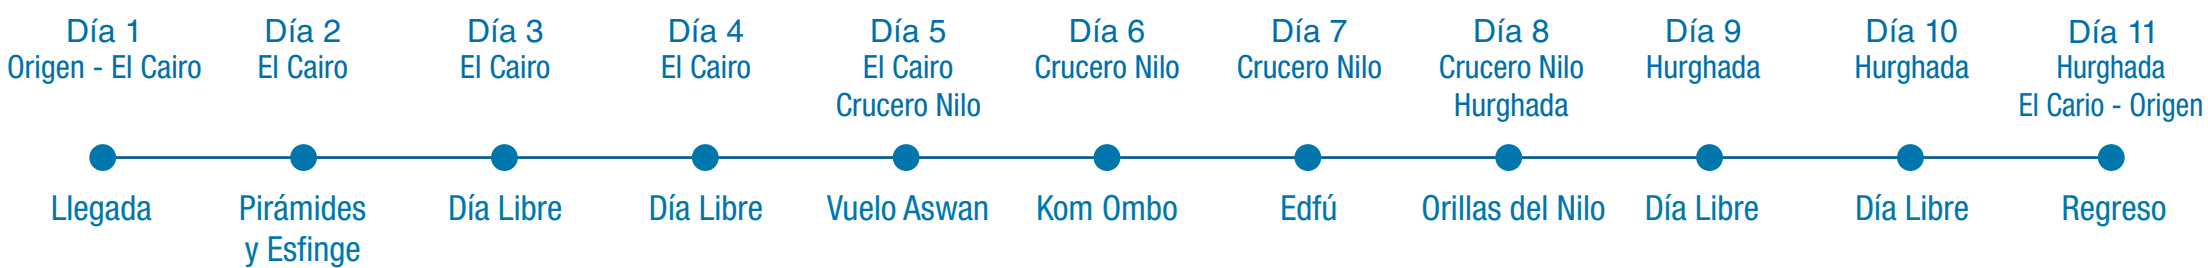 Día 1
Origen - El Cairo
Llegada
Día 2
El Cairo
Pirámides
y Esfinge
Día 3
El Cairo
Día Libre
Día 4
El Cairo
Día Libre
Día 5
El Cairo
Crucero Nilo
Vuelo Aswan
Día 6
Crucero Nilo
Kom Ombo
Día 7
Crucero Nilo
Edfú
Día 8
Crucero Nilo
Hurghada
Orillas del Nilo
Día 9
Hurghada
Día Libre
Día 10
Hurghada
Día Libre
Día 11
Hurghada
El Cario - Origen
Regreso